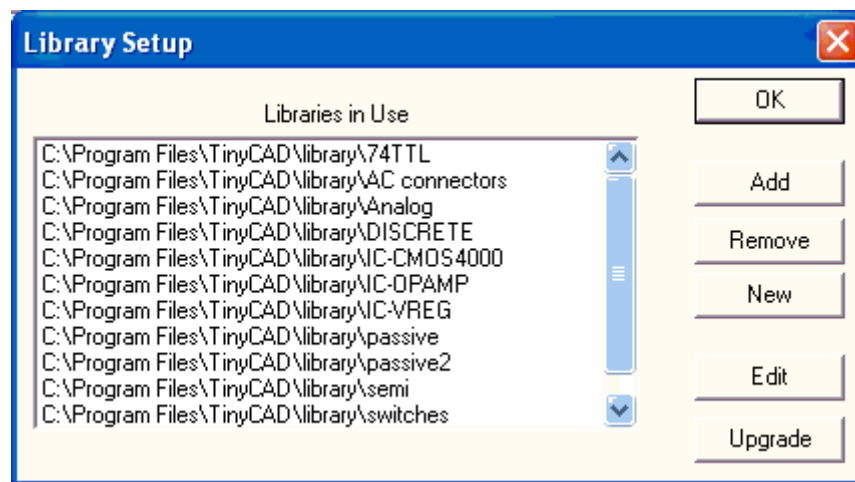 Library Setup
Libraries in Use
C:\Program Files\TinyCAD\library\74TTL
C:\Program Files\TinyCAD\library\AC connectors
C:\Program Files\TinyCAD\library\Analog
C:\Program Files\TinyCAD\library\DISCRETE
C:\Program Files\TinyCAD\library\IC-CMOS4000
C:\Program Files\TinyCAD\library\IC-OPAMP
C:\Program Files\TinyCAD\library\IC-VREG
C:\Program Files\TinyCAD\library\passive
C:\Program Files\TinyCAD\library\passive2
C:\Program Files\TinyCAD\library\semi
C:\Program Files\TinyCAD\library\switches
OK
Add
Remove
New
Edit
Upgrade